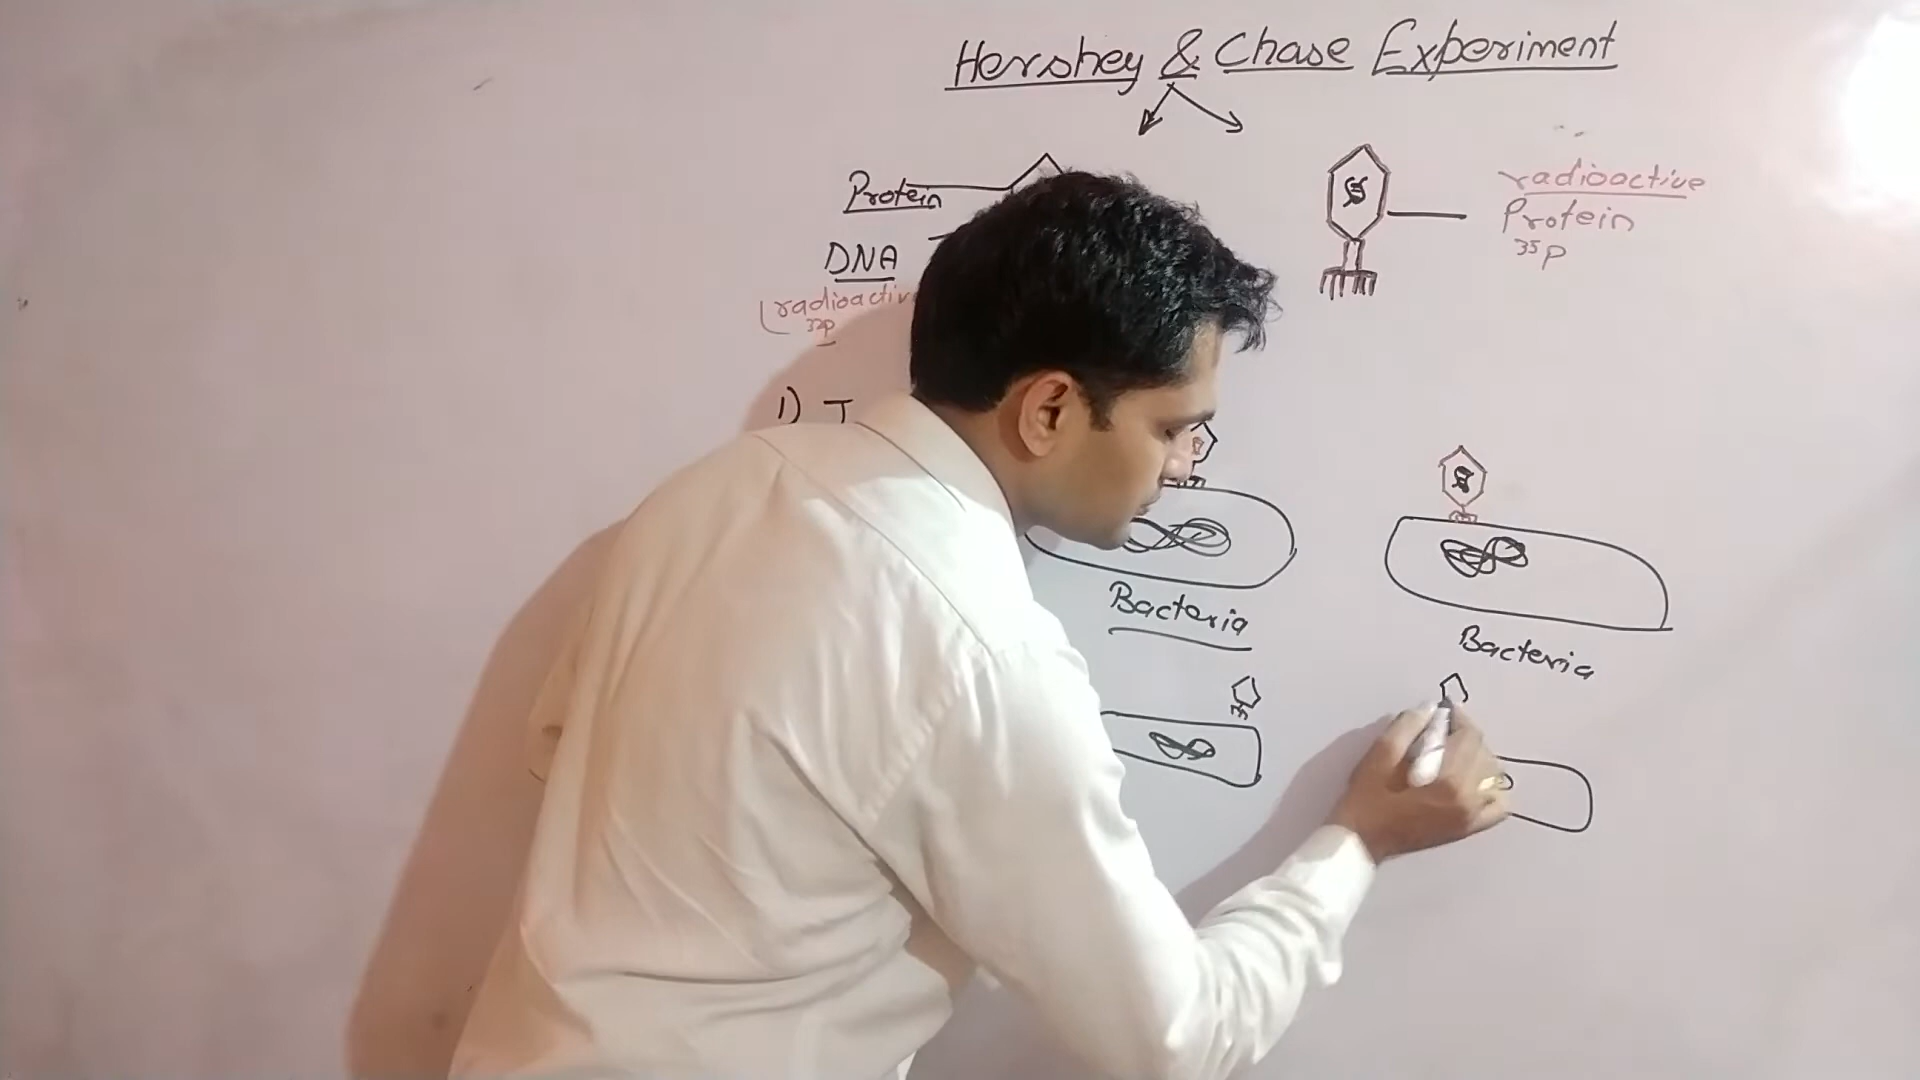 Hershey & Chase Experiment
Protein
DNA
(radioactive
32p
radioactive
Protein
35p
1) T
Bacteria
Bacteria